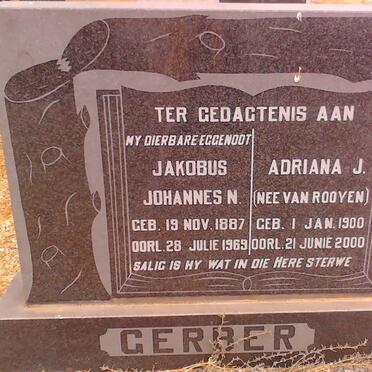 TER GEDAGTENIS AAN
MY DIERBARE EGGENOOT
JAKOBUS
JOHANNES N.
GEB. 19 NOV. 1887
OORL. 28 JULIE 1969
ADRIANA J.
(NEE VAN ROOYEN)
GEB. 1 JAN. 1900
OORL. 21 JUNIE 2000
SALIG IS HY WAT IN DIE HERE STERWE
GERBER